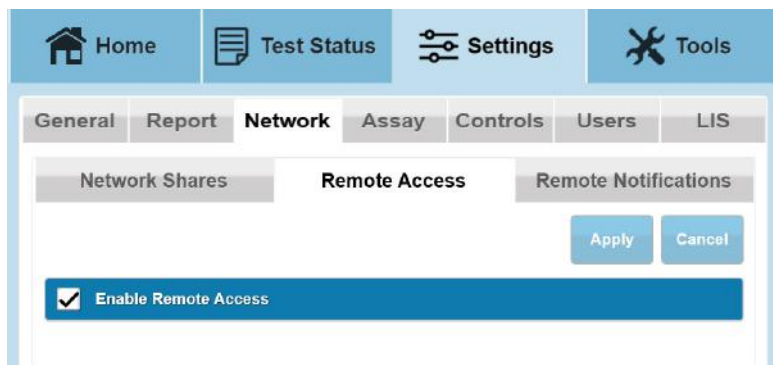 Home Test Status Settings Tools
General Report Network Assay Controls Users LIS
Network Shares Remote Access Remote Notifications
Apply Cancel
Enable Remote Access